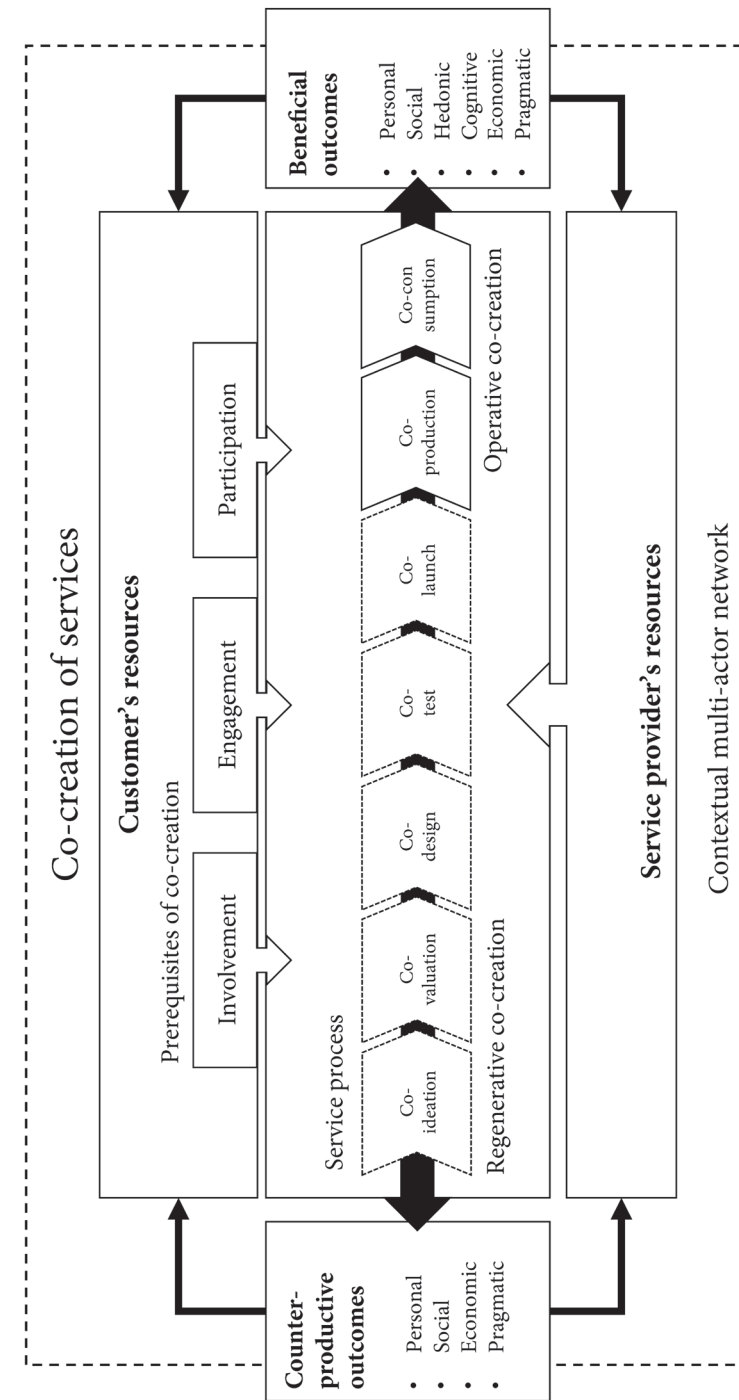 Co-creation of services
Customer’s resources
Prerequisites of co-creation
Involvement
Engagement
Participation
Counter-
productive
outcomes
• Personal
• Social
• Economic
• Pragmatic
Service process
Co-
ideation
Co-
valuation
Co-
design
Co-
test
Co-
launch
Co-
production
Co-con
sumption
Regenerative co-creation
Operative co-creation
Beneficial
outcomes
• Personal
• Social
• Hedonic
• Cognitive
• Economic
• Pragmatic
Service provider’s resources
Contextual multi-actor network